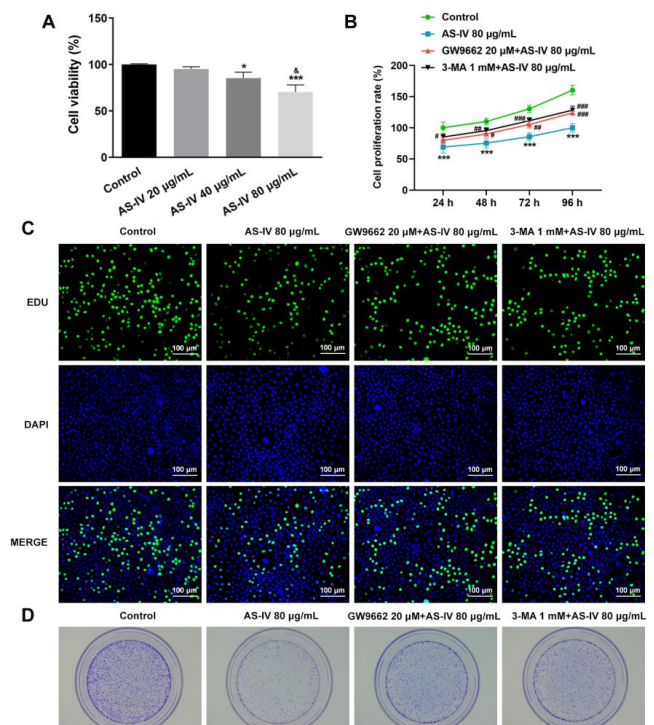 A
Cell viability (%)
150
100
50
0
&
***
*
Control
AS-IV 20 µg/mL
AS-IV 40 µg/mL
AS-IV 80 µg/mL
B
Control
AS-IV 80 µg/mL
GW9662 20 µM+AS-IV 80 µg/mL
3-MA 1 mM+AS-IV 80 µg/mL
Cell proliferation rate (%)
200
150
100
50
0
#
***
##
#
***
###
##
***
###
###
***
24 h 48 h 72 h 96 h
C
Control AS-IV 80 µg/mL GW9662 20 µM+AS-IV 80 µg/mL 3-MA 1 mM+AS-IV 80 µg/mL
EDU
100 µm 100 µm 100 µm 100 µm
DAPI
100 µm 100 µm 100 µm 100 µm
MERGE
100 µm 100 µm 100 µm 100 µm
D
Control AS-IV 80 µg/mL GW9662 20 µM+AS-IV 80 µg/mL 3-MA 1 mM+AS-IV 80 µg/mL